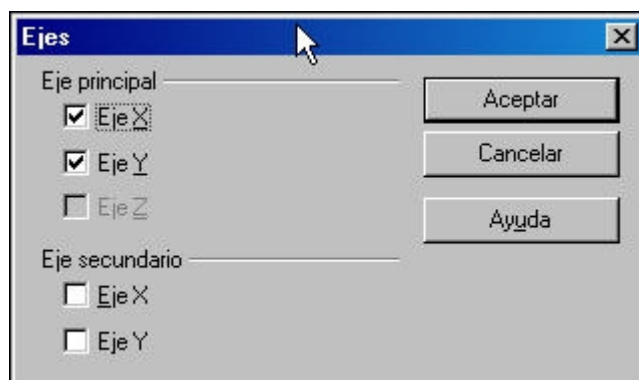 Ejes
Eje principal
Eje X
Eje Y
Eje Z
Eje secundario
Eje X
Eje Y
Aceptar
Cancelar
Ayuda